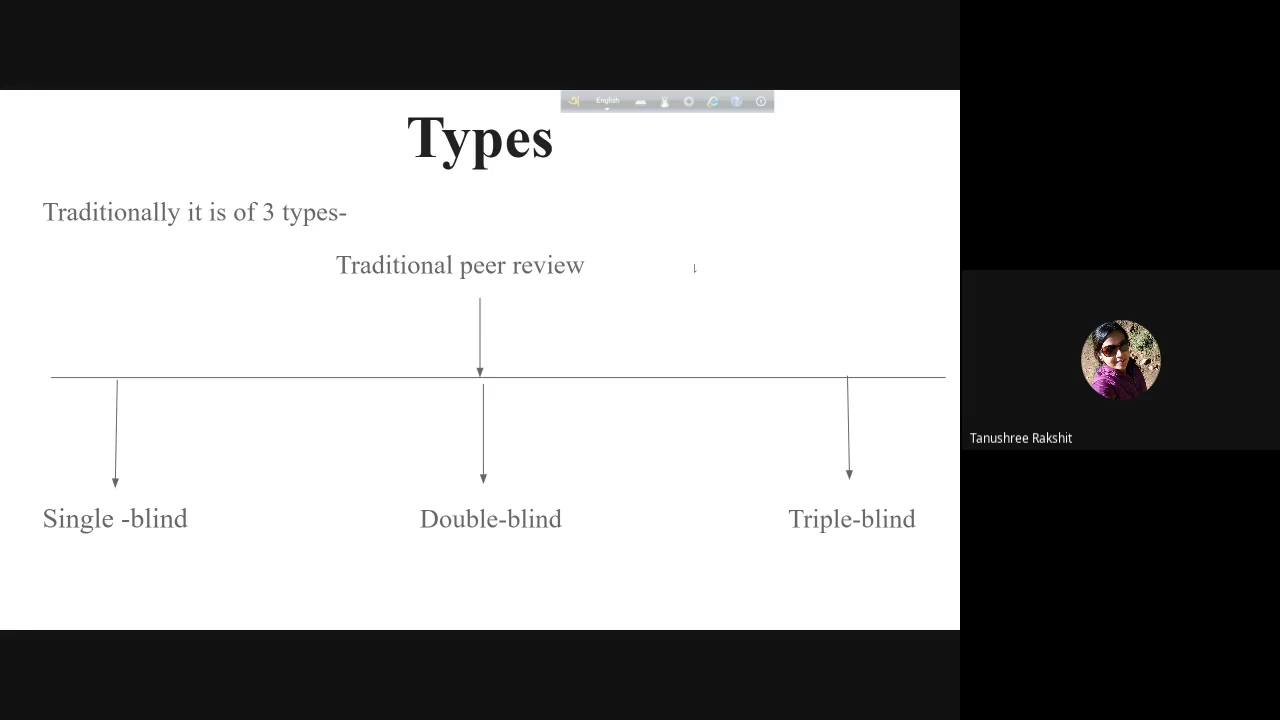 অ English
Types
Traditionally it is of 3 types-
Traditional peer review
Single -blind
Double-blind
Triple-blind
Tanushree Rakshit